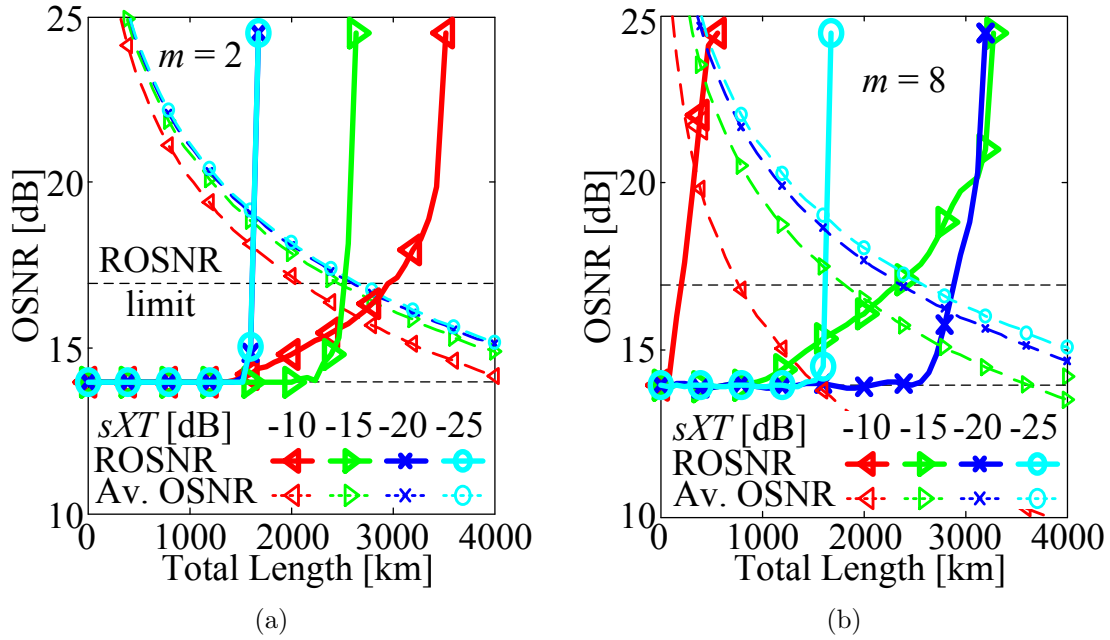 25
20
15
10
OSNR [dB]
m = 2
ROSNR
limit
sXT [dB] -10 -15 -20 -25
ROSNR
Av. OSNR
0 1000 2000 3000 4000
Total Length [km]
(a)
25
20
15
10
OSNR [dB]
m = 8
sXT [dB] -10 -15 -20 -25
ROSNR
Av. OSNR
0 1000 2000 3000 4000
Total Length [km]
(b)